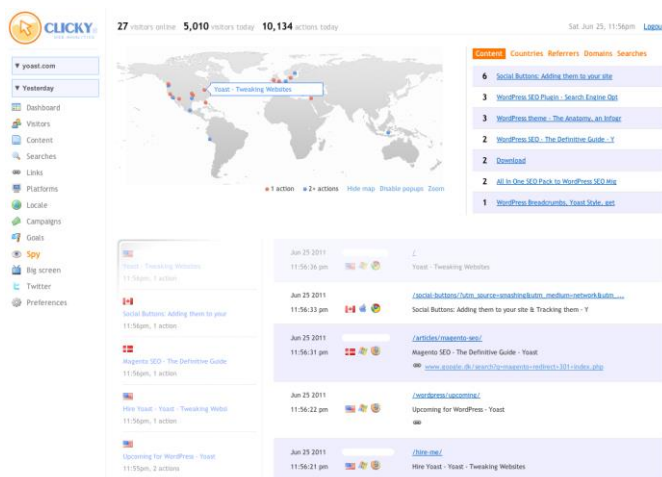 CLICKY
WEB ANALYTICS
27 visitors online 5,010 visitors today 10,134 actions today
Sat Jun 25, 11:56pm Logou
yoast.com
Yesterday
Dashboard
Visitors
Content
Searches
Links
Platforms
Locale
Campaigns
Goals
Spy
Big screen
Twitter
Preferences
Yoast - Tweaking Websites
1 action 2+ actions Hide map Disable popups Zoom
Content Countries Referrers Domains Searches
6 Social Buttons: Adding them to your site
3 WordPress SEO Plugin - Search Engine Opt
3 WordPress theme - The Anatomy, an Infogr
2 WordPress SEO - The Definitive Guide - Y
2 Download
2 All In One SEO Pack to WordPress SEO Mig
1 WordPress Breadcrumbs, Yoast Style, get
Yoast - Tweaking Websites
11:56pm, 1 action
Social Buttons: Adding them to your
11:56pm, 1 action
Magento SEO - The Definitive Guide
11:56pm, 1 action
Hire Yoast - Yoast - Tweaking Websi
11:56pm, 1 action
Upcoming for WordPress - Yoast
11:55pm, 2 actions
Jun 25 2011 /
11:56:36 pm Yoast - Tweaking Websites
Jun 25 2011 /social-buttons/?utm_source=smashing&utm_medium=network&utm_...
11:56:33 pm Social Buttons: Adding them to your site & Tracking them - Y
Jun 25 2011 /articles/magento-seo/
11:56:31 pm Magento SEO - The Definitive Guide - Yoast
www.google.dk/search?q=magento+redirect+301+index.php
Jun 25 2011 /wordpress/upcoming/
11:56:22 pm Upcoming for WordPress - Yoast
Jun 25 2011 /hire-me/
11:56:21 pm Hire Yoast - Yoast - Tweaking Websites